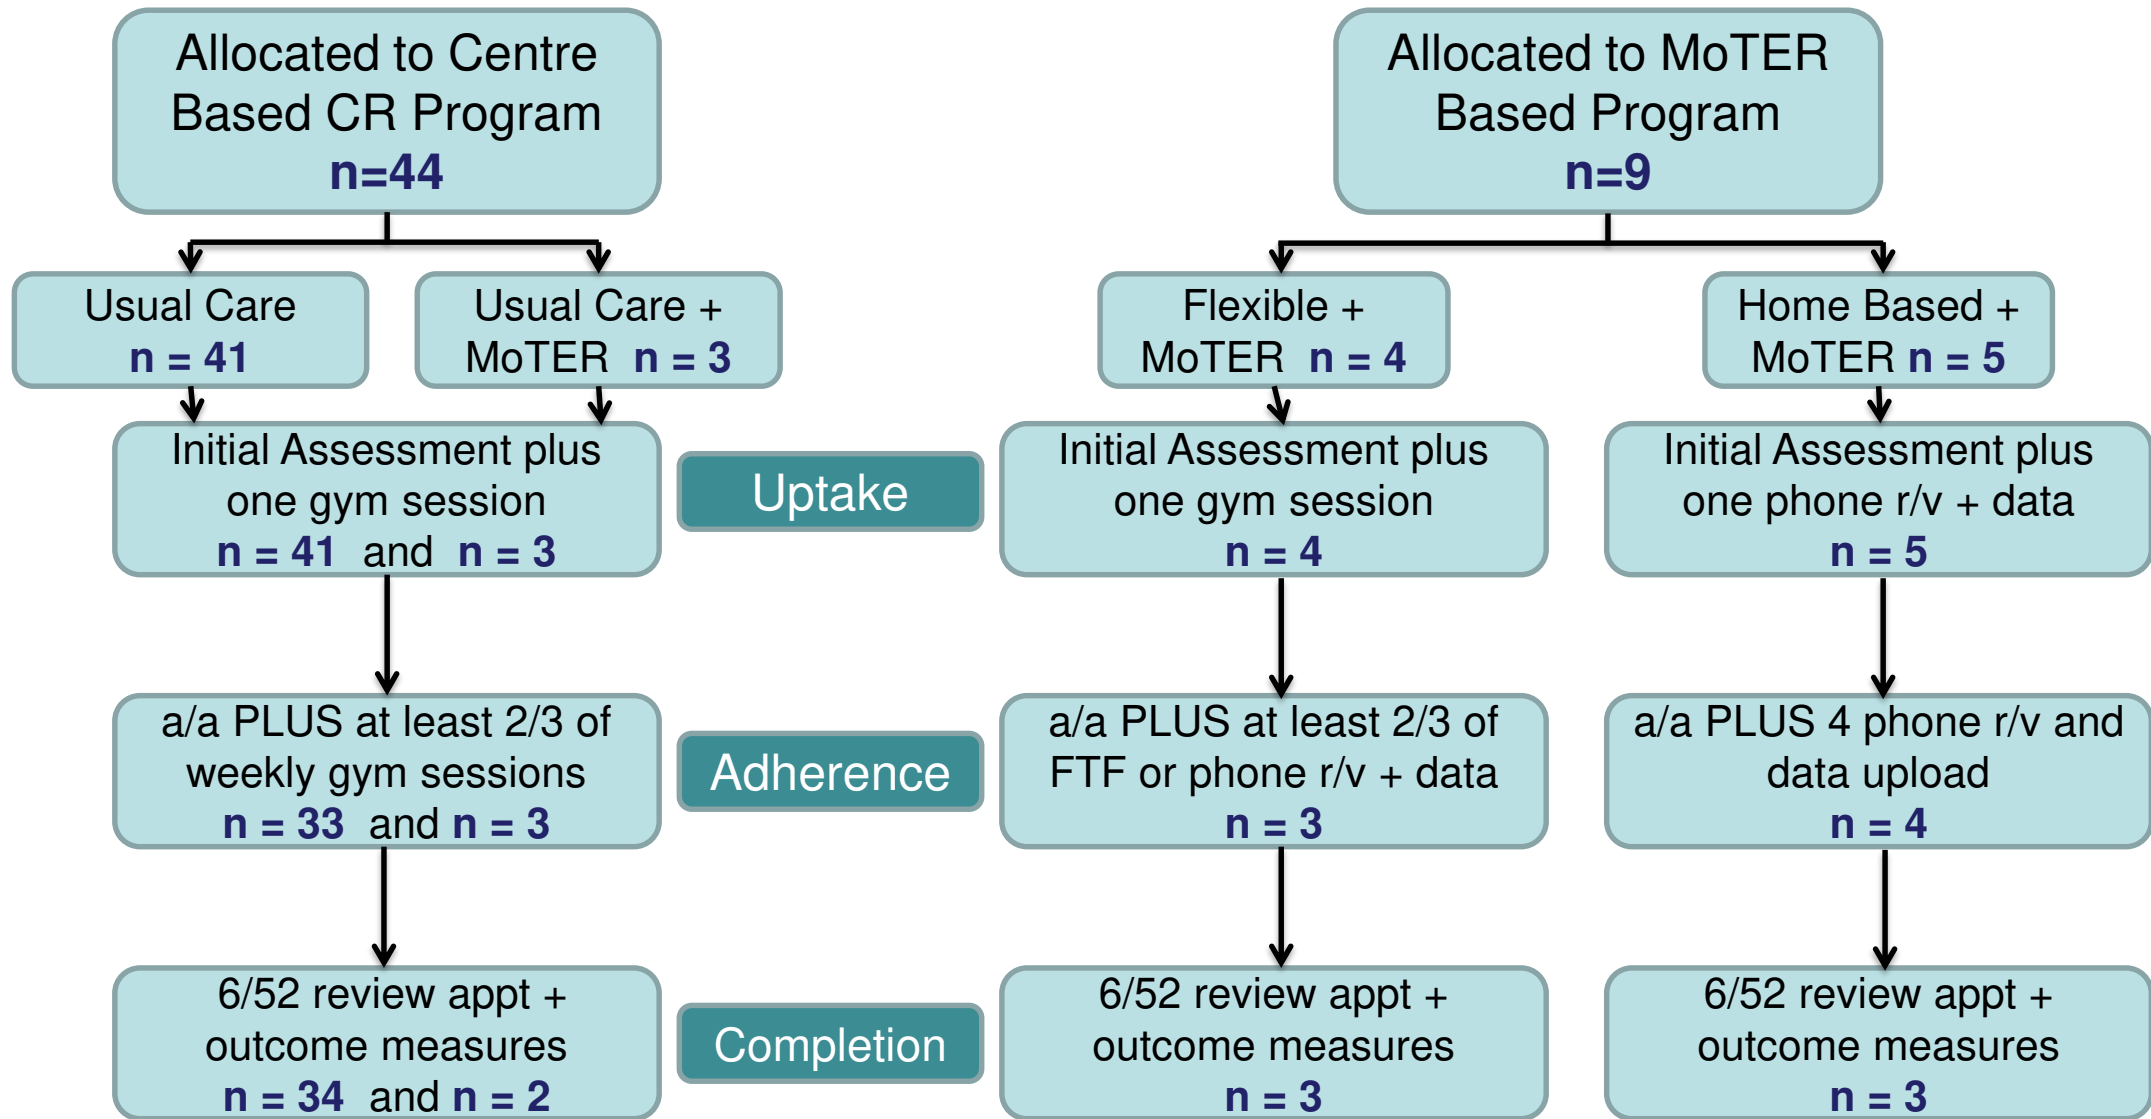 Allocated to Centre
Based CR Program
n=44
Allocated to MoTER
Based Program
n=9
Usual Care
n = 41
Usual Care +
MoTER n = 3
Flexible +
MoTER n = 4
Home Based +
MoTER n = 5
Initial Assessment plus
one gym session
n = 41 and n = 3
Uptake
Initial Assessment plus
one gym session
n = 4
Initial Assessment plus
one phone r/v + data
n = 5
a/a PLUS at least 2/3 of
weekly gym sessions
n = 33 and n = 3
Adherence
a/a PLUS at least 2/3 of
FTF or phone r/v + data
n = 3
a/a PLUS 4 phone r/v and
data upload
n = 4
6/52 review appt +
outcome measures
n = 34 and n = 2
Completion
6/52 review appt +
outcome measures
n = 3
6/52 review appt +
outcome measures
n = 3